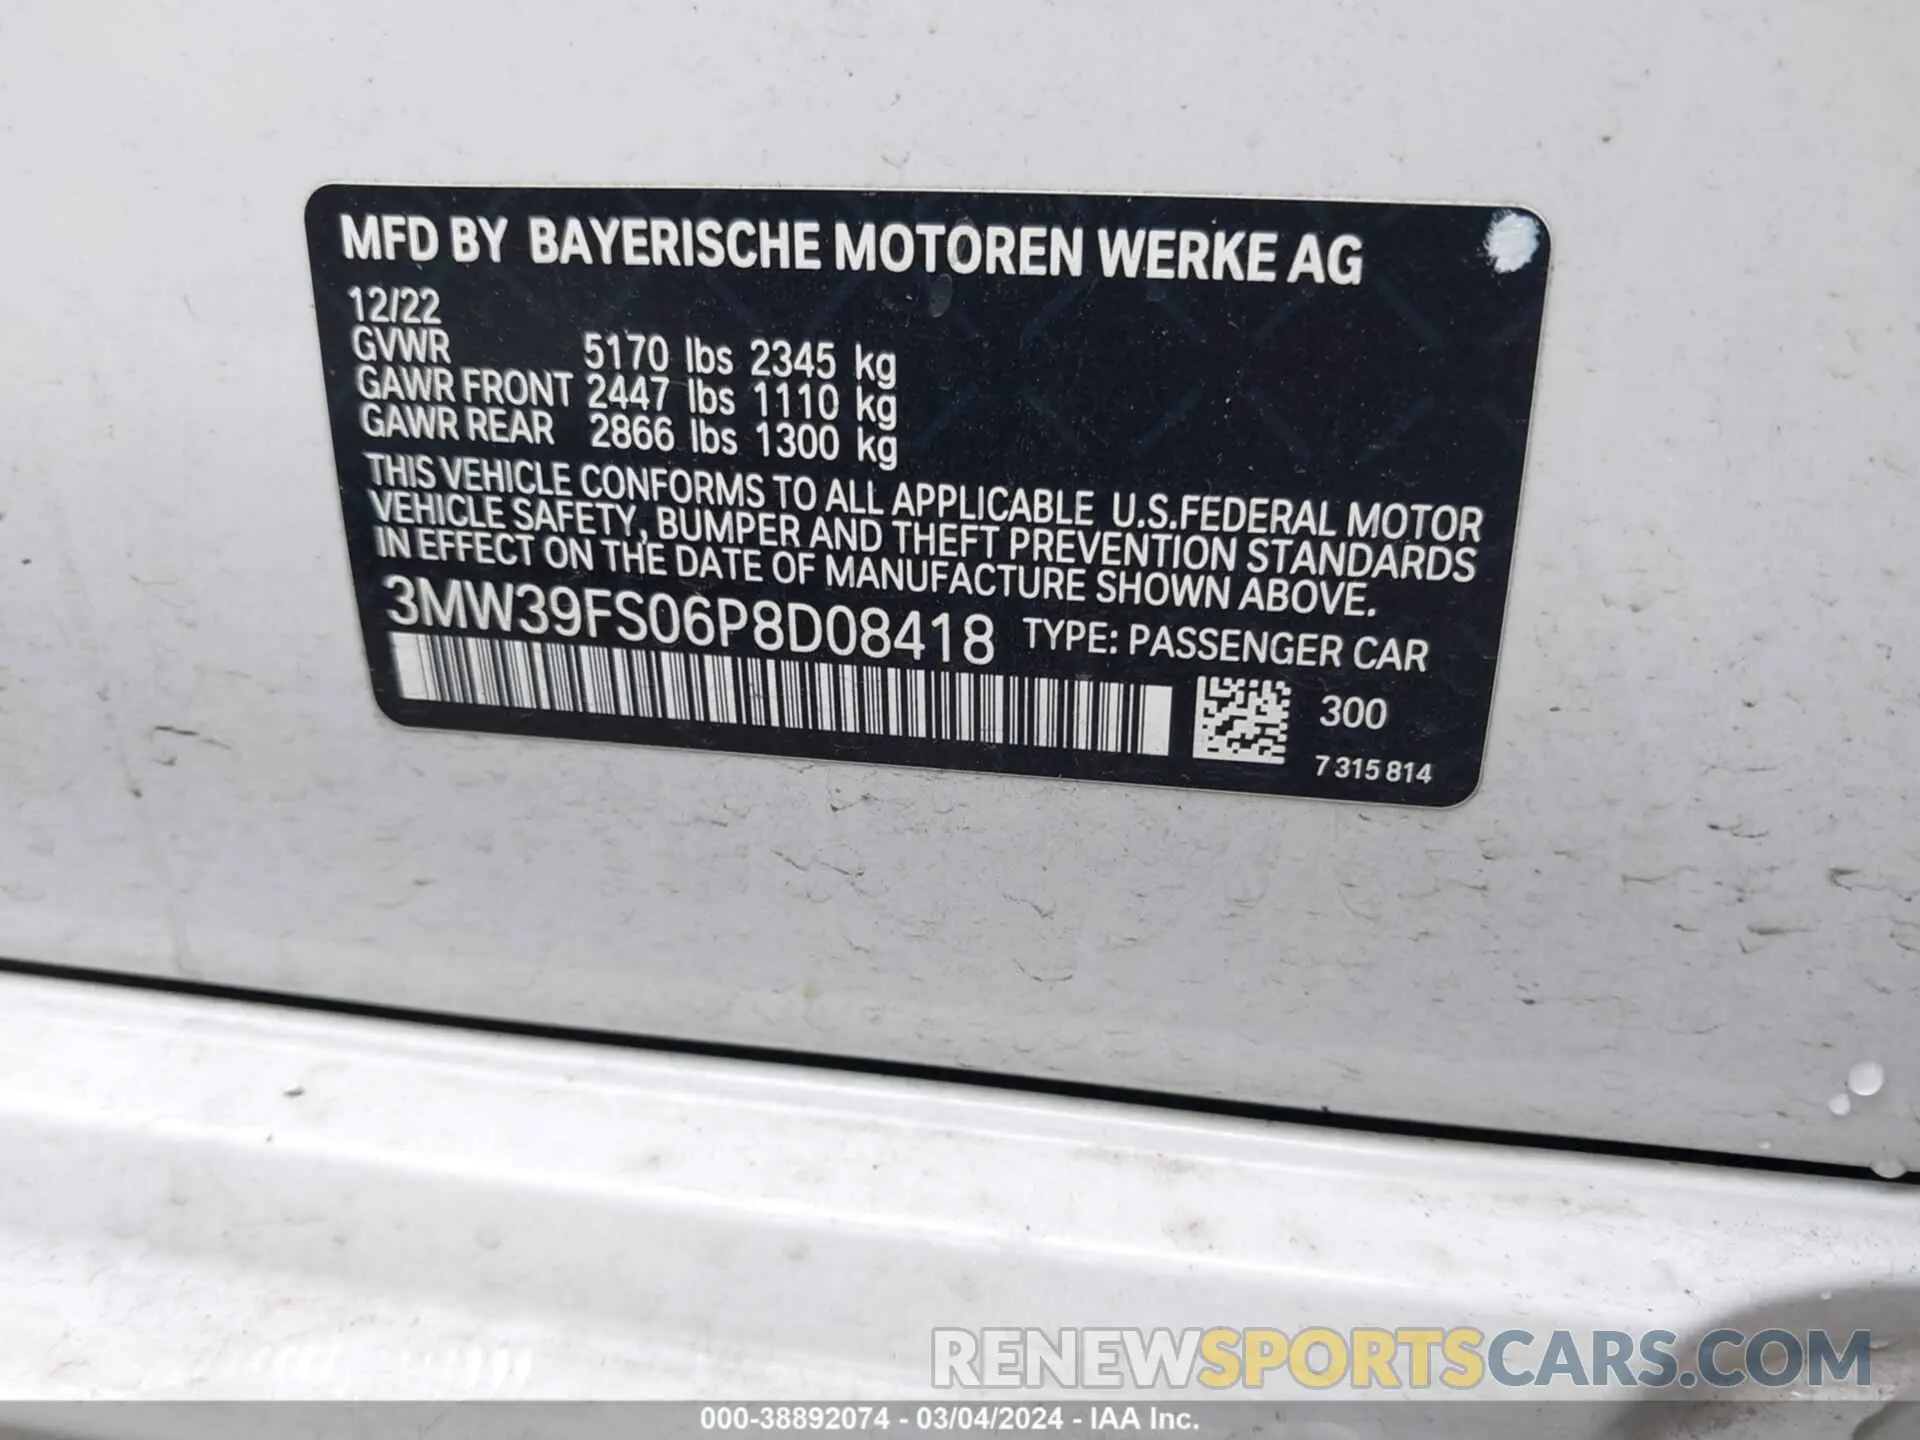 MFD BY BAYERISCHE MOTOREN WERKE AG
12/22
GVWR 5170 lbs 2345 kg
GAWR FRONT 2447 lbs 1110 kg
GAWR REAR 2866 lbs 1300 kg
THIS VEHICLE CONFORMS TO ALL APPLICABLE U.S.FEDERAL MOTOR
VEHICLE SAFETY, BUMPER AND THEFT PREVENTION STANDARDS
IN EFFECT ON THE DATE OF MANUFACTURE SHOWN ABOVE.
3MW39FS06P8D08418 TYPE: PASSENGER CAR
300
7 315 814
RENEWSPORTSCARS.COM
000-38892074 - 03/04/2024 - IAA Inc.